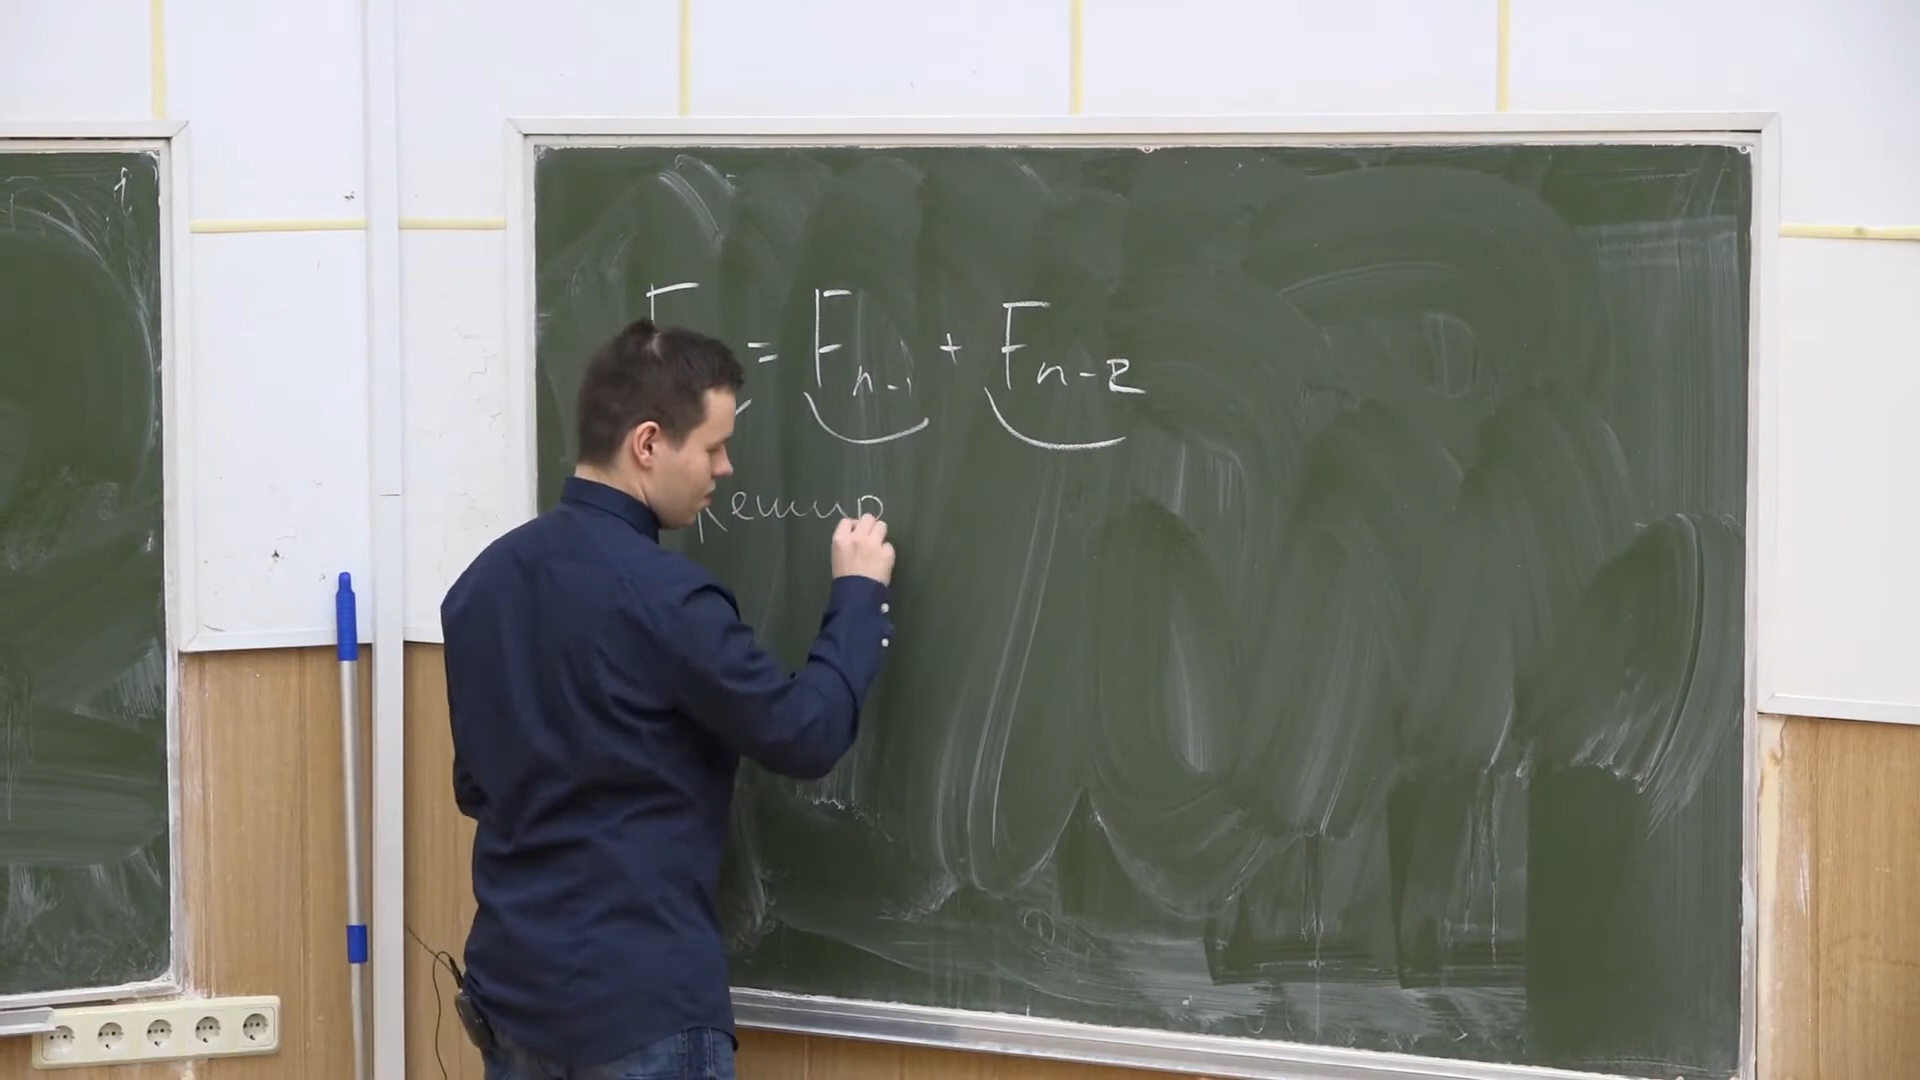 F = Fn-1 + Fn-2
Кешир